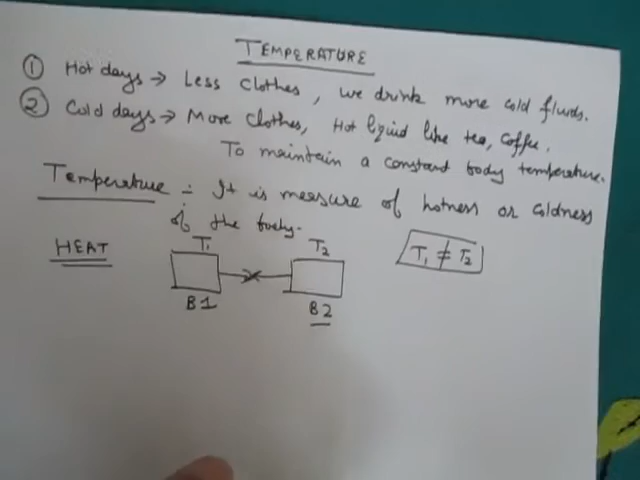 TEMPERATURE
① Hot days → Less clothes, we drink more cold fluids.
② Cold days → More clothes, Hot liquid like tea, coffee.
To maintain a constant body temperature.
Temperature :- It is measure of hotness or coldness
of the body.
HEAT
T₁ T₂ T₁ ≠ T₂
B1 B2